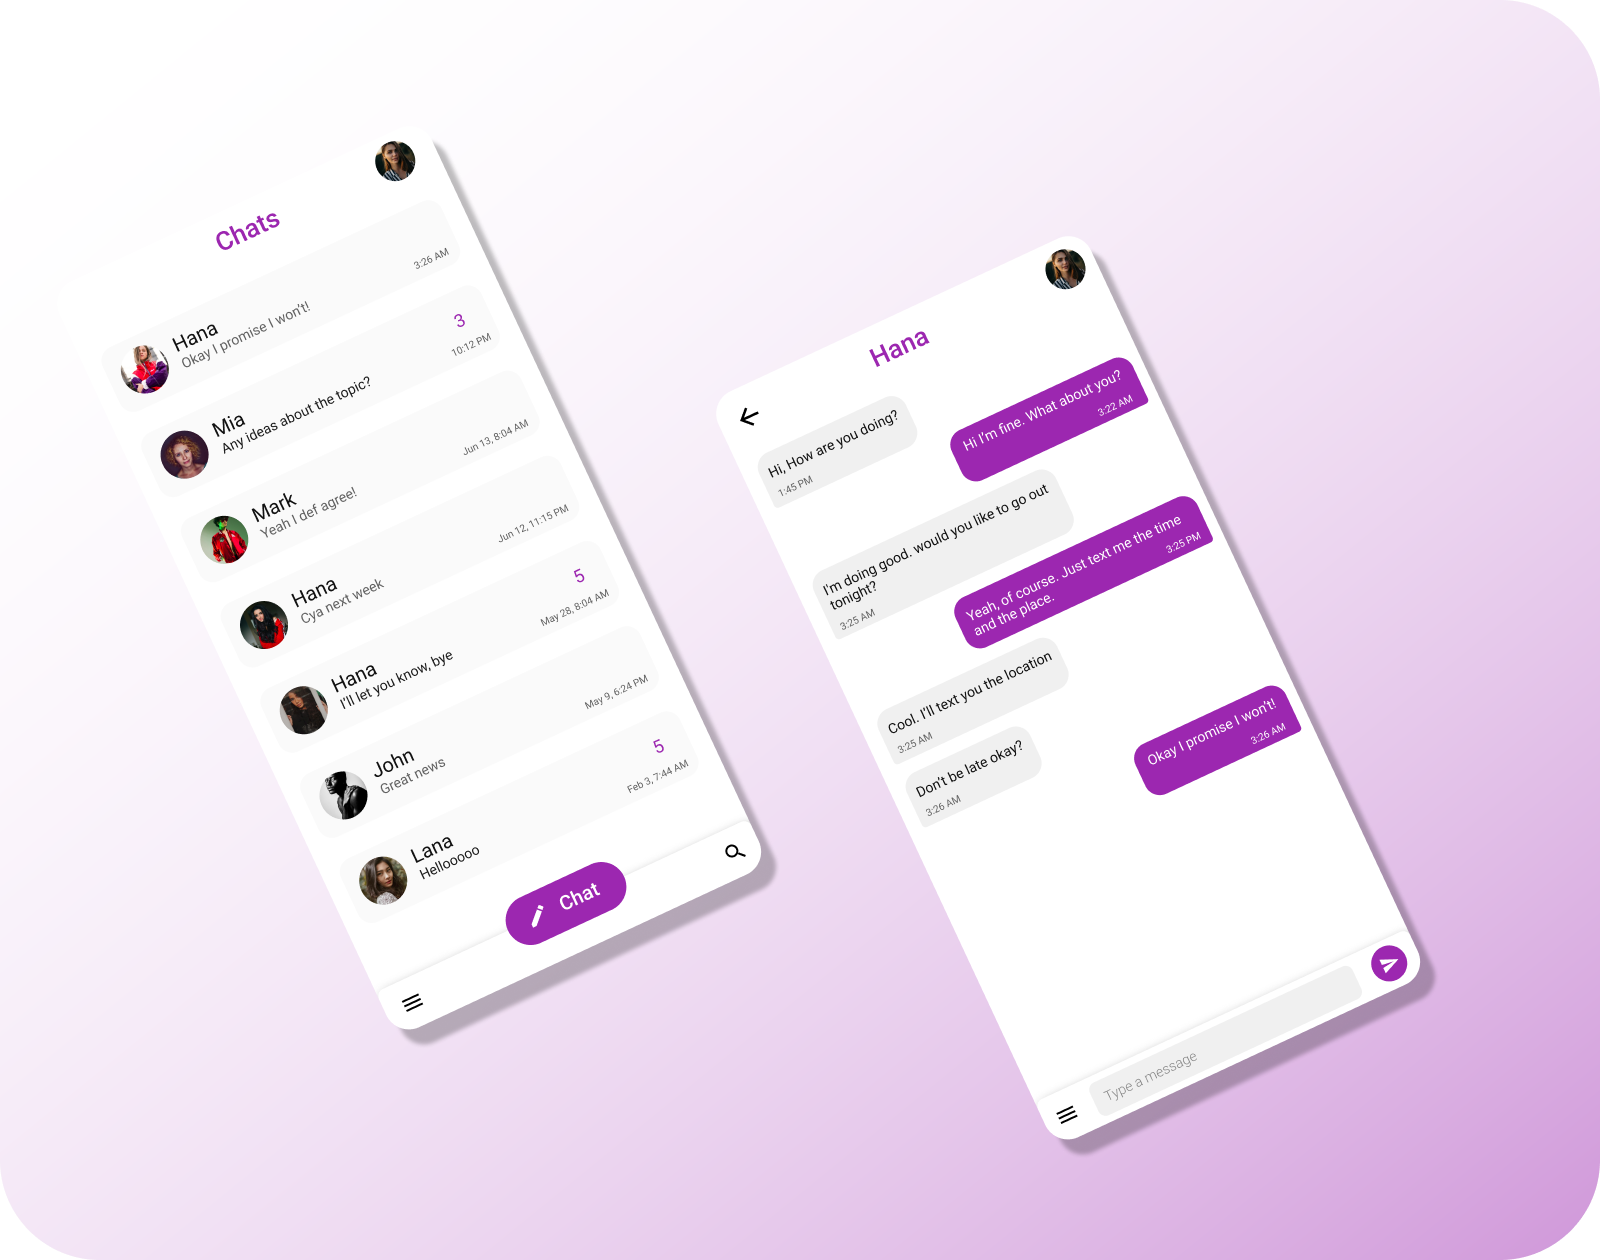 Chats
Hana
Okay I promise I won't!
3:26 AM
Mia
Any ideas about the topic?
3
10:12 PM
Mark
Yeah I def agree!
Jun 13, 8:04 AM
Hana
Cya next week
Jun 12, 11:15 PM
Hana
I'll let you know, bye
5
May 28, 8:04 AM
John
Great news
May 9, 6:24 PM
Lana
Hellooooo
5
Feb 3, 7:44 AM
Chat
Hana
Hi, How are you doing?
1:45 PM
Hi I'm fine. What about you?
3:22 AM
I'm doing good. would you like to go out
tonight?
3:25 AM
Yeah, of course. Just text me the time
and the place.
3:25 PM
Cool. I'll text you the location
3:25 AM
Don't be late okay?
3:26 AM
Okay I promise I won't!
3:26 AM
Type a message